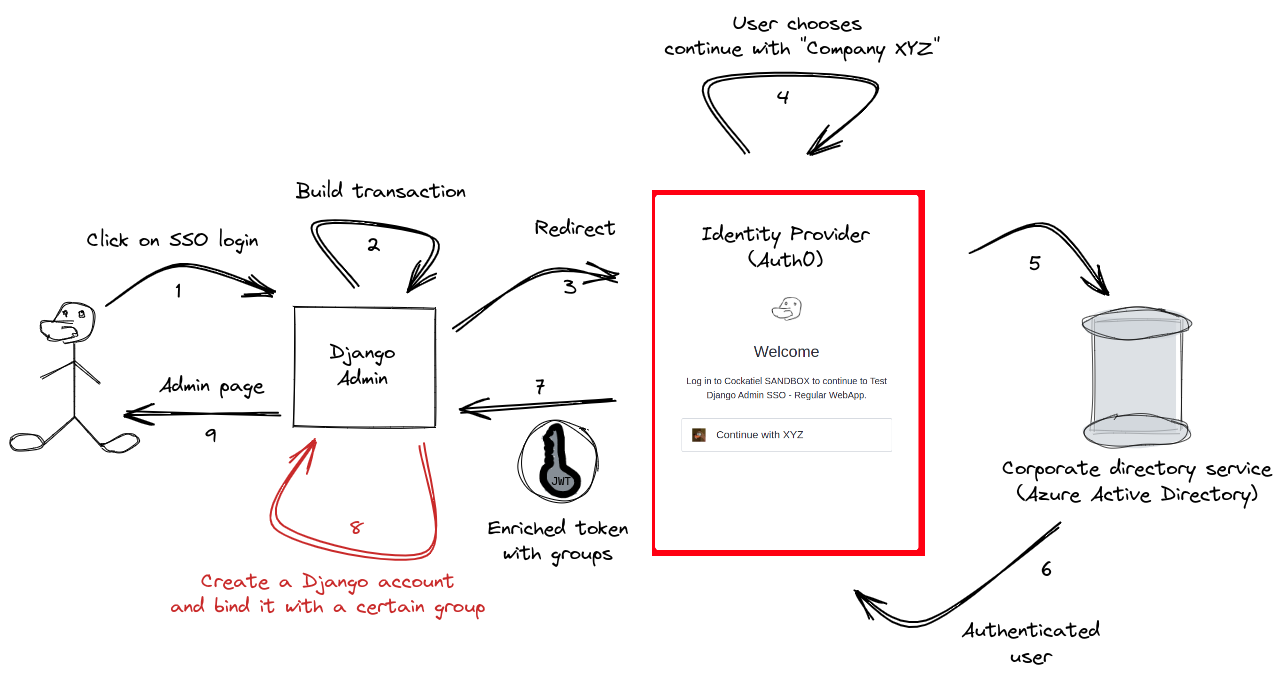 User chooses
continue with "Company XYZ"
4
Build transaction
2
Click on SSO login
1
Redirect
3
Identity Provider
(Auth0)
Welcome
Log in to Cockatiel SANDBOX to continue to Test
Django Admin SSO - Regular WebApp.
Continue with XYZ
5
Django
Admin
Admin page
9
7
JWT
Enriched token
with groups
Corporate directory service
(Azure Active Directory)
8
Create a Django account
and bind it with a certain group
6
Authenticated
user